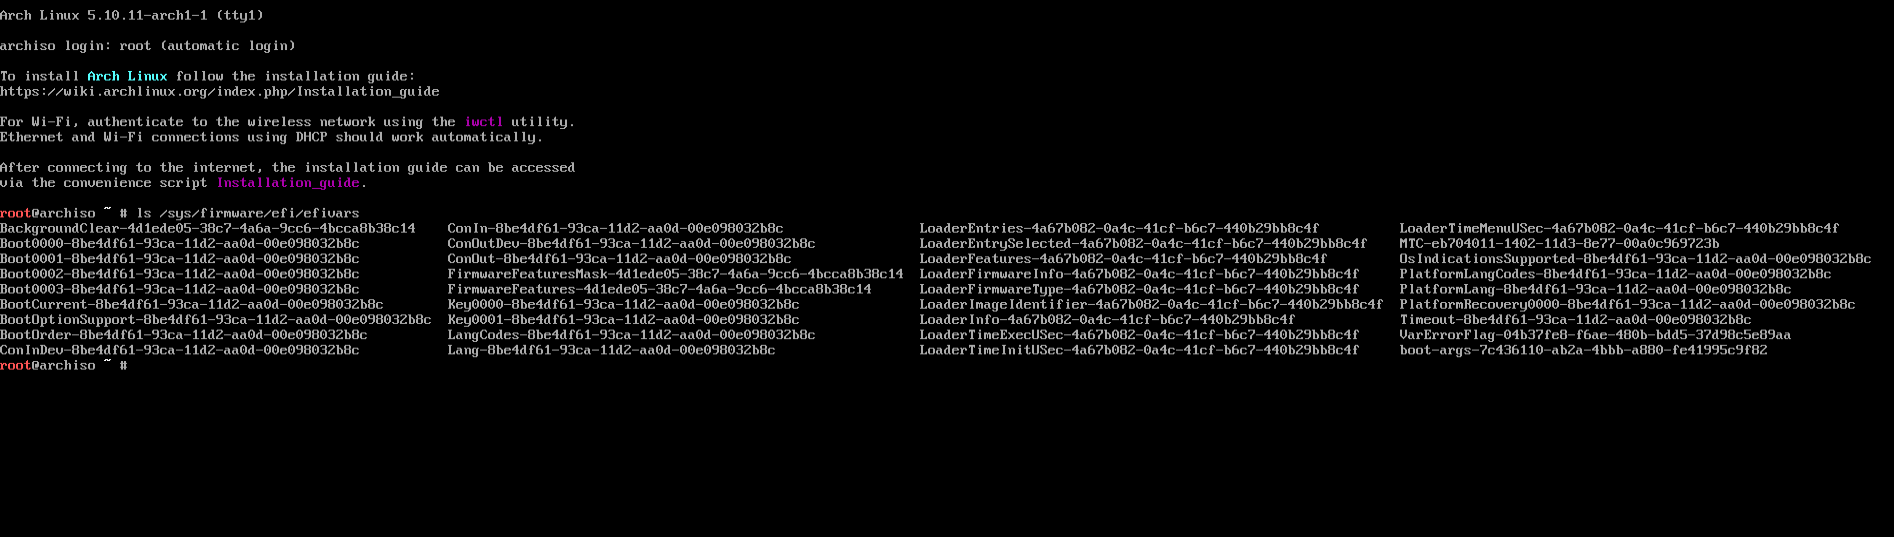 Arch Linux 5.10.11-arch1-1 (tty1)
archiso login: root (automatic login)
To install Arch Linux follow the installation guide:
https://wiki.archlinux.org/index.php/Installation_guide
For Wi-Fi, authenticate to the wireless network using the iwctl utility.
Ethernet and Wi-Fi connections using DHCP should work automatically.
After connecting to the internet, the installation guide can be accessed
via the convenience script Installation_guide.
root@archiso ~ # ls /sys/firmware/efi/efivars
BackgroundClear-4d1ede05-38c7-4a6a-9cc6-4bcca8b38c14 ConIn-8be4df61-93ca-11d2-aa0d-00e098032b8c LoaderEntries-4a67b082-0a4c-41cf-b6c7-440b29bb8c4f LoaderTimeMenuUSec-4a67b082-0a4c-41cf-b6c7-440b29bb8c4f
Boot0000-8be4df61-93ca-11d2-aa0d-00e098032b8c ConOutDev-8be4df61-93ca-11d2-aa0d-00e098032b8c LoaderEntrySelected-4a67b082-0a4c-41cf-b6c7-440b29bb8c4f MTC-eb704011-1402-11d3-8e77-00a0c969723b
Boot0001-8be4df61-93ca-11d2-aa0d-00e098032b8c ConOut-8be4df61-93ca-11d2-aa0d-00e098032b8c LoaderFeatures-4a67b082-0a4c-41cf-b6c7-440b29bb8c4f OsIndicationsSupported-8be4df61-93ca-11d2-aa0d-00e098032b8c
Boot0002-8be4df61-93ca-11d2-aa0d-00e098032b8c FirmwareFeaturesMask-4d1ede05-38c7-4a6a-9cc6-4bcca8b38c14 LoaderFirmwareInfo-4a67b082-0a4c-41cf-b6c7-440b29bb8c4f PlatformLangCodes-8be4df61-93ca-11d2-aa0d-00e098032b8c
Boot0003-8be4df61-93ca-11d2-aa0d-00e098032b8c FirmwareFeatures-4d1ede05-38c7-4a6a-9cc6-4bcca8b38c14 LoaderFirmwareType-4a67b082-0a4c-41cf-b6c7-440b29bb8c4f PlatformLang-8be4df61-93ca-11d2-aa0d-00e098032b8c
BootCurrent-8be4df61-93ca-11d2-aa0d-00e098032b8c Key0000-8be4df61-93ca-11d2-aa0d-00e098032b8c LoaderImageIdentifier-4a67b082-0a4c-41cf-b6c7-440b29bb8c4f PlatformRecovery0000-8be4df61-93ca-11d2-aa0d-00e098032b8c
BootOptionSupport-8be4df61-93ca-11d2-aa0d-00e098032b8c Key0001-8be4df61-93ca-11d2-aa0d-00e098032b8c LoaderInfo-4a67b082-0a4c-41cf-b6c7-440b29bb8c4f Timeout-8be4df61-93ca-11d2-aa0d-00e098032b8c
BootOrder-8be4df61-93ca-11d2-aa0d-00e098032b8c LangCodes-8be4df61-93ca-11d2-aa0d-00e098032b8c LoaderTimeExecUSec-4a67b082-0a4c-41cf-b6c7-440b29bb8c4f VarErrorFlag-04b37fe8-f6ae-480b-bdd5-37d98c5e89aa
ConInDev-8be4df61-93ca-11d2-aa0d-00e098032b8c Lang-8be4df61-93ca-11d2-aa0d-00e098032b8c LoaderTimeInitUSec-4a67b082-0a4c-41cf-b6c7-440b29bb8c4f boot-args-7c436110-ab2a-4bbb-a880-fe41995c9f82
root@archiso ~ #